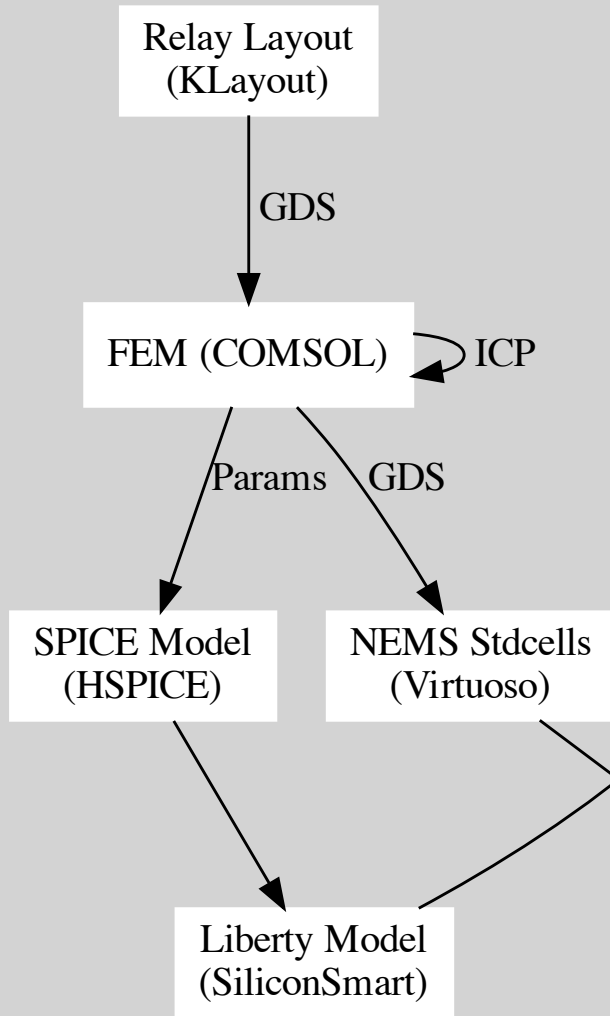 Relay Layout
(KLayout)
GDS
FEM (COMSOL)
ICP
Params
GDS
SPICE Model
(HSPICE)
NEMS Stdcells
(Virtuoso)
Liberty Model
(SiliconSmart)